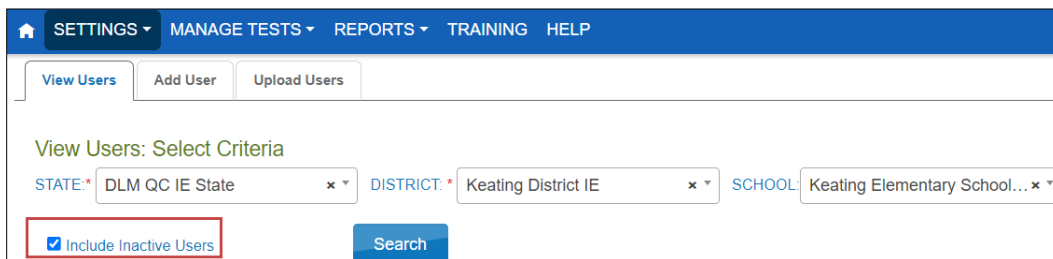 SETTINGS MANAGE TESTS REPORTS TRAINING HELP
View Users Add User Upload Users
View Users: Select Criteria
STATE:* DLM QC IE State × DISTRICT: * Keating District IE × SCHOOL: Keating Elementary School... ×
Include Inactive Users Search